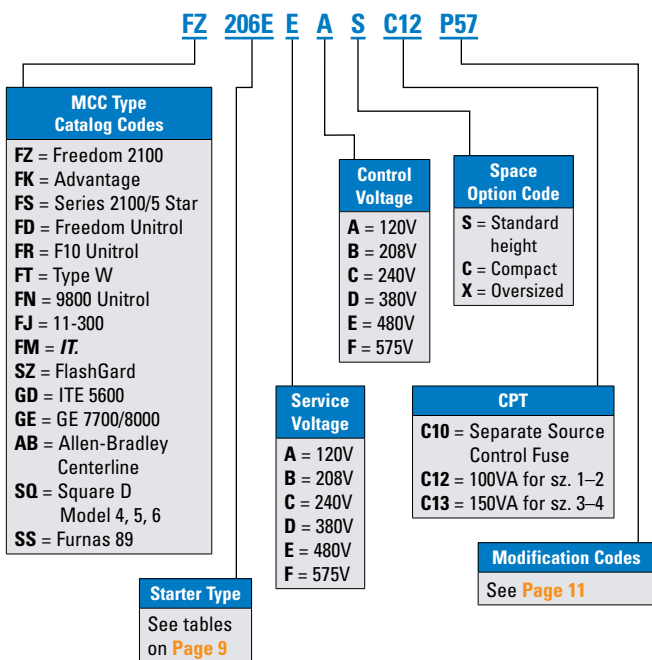 FZ 206E E A S C12 P57
MCC Type
Catalog Codes
FZ = Freedom 2100
FK = Advantage
FS = Series 2100/5 Star
FD = Freedom Unitrol
FR = F10 Unitrol
FT = Type W
FN = 9800 Unitrol
FJ = 11-300
FM = IT.
SZ = FlashGard
GD = ITE 5600
GE = GE 7700/8000
AB = Allen-Bradley
Centerline
SQ = Square D
Model 4, 5, 6
SS = Furnas 89
Starter Type
See tables
on Page 9
Service
Voltage
A = 120V
B = 208V
C = 240V
D = 380V
E = 480V
F = 575V
Control
Voltage
A = 120V
B = 208V
C = 240V
D = 380V
E = 480V
F = 575V
Space
Option Code
S = Standard
height
C = Compact
X = Oversized
CPT
C10 = Separate Source
Control Fuse
C12 = 100VA for sz. 1–2
C13 = 150VA for sz. 3–4
Modification Codes
See Page 11